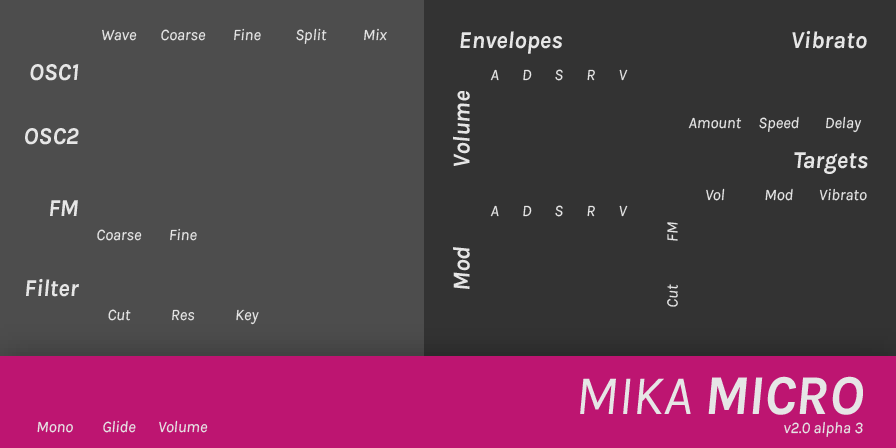 Wave Coarse Fine Split Mix
OSC1
OSC2
FM
Coarse Fine
Filter
Cut Res Key
Envelopes
A D S R V
Volume
A D S R V
Mod
Vibrato
Amount Speed Delay
Targets
Vol Mod Vibrato
FM
Cut
Mono Glide Volume
MIKA MICRO
v2.0 alpha 3